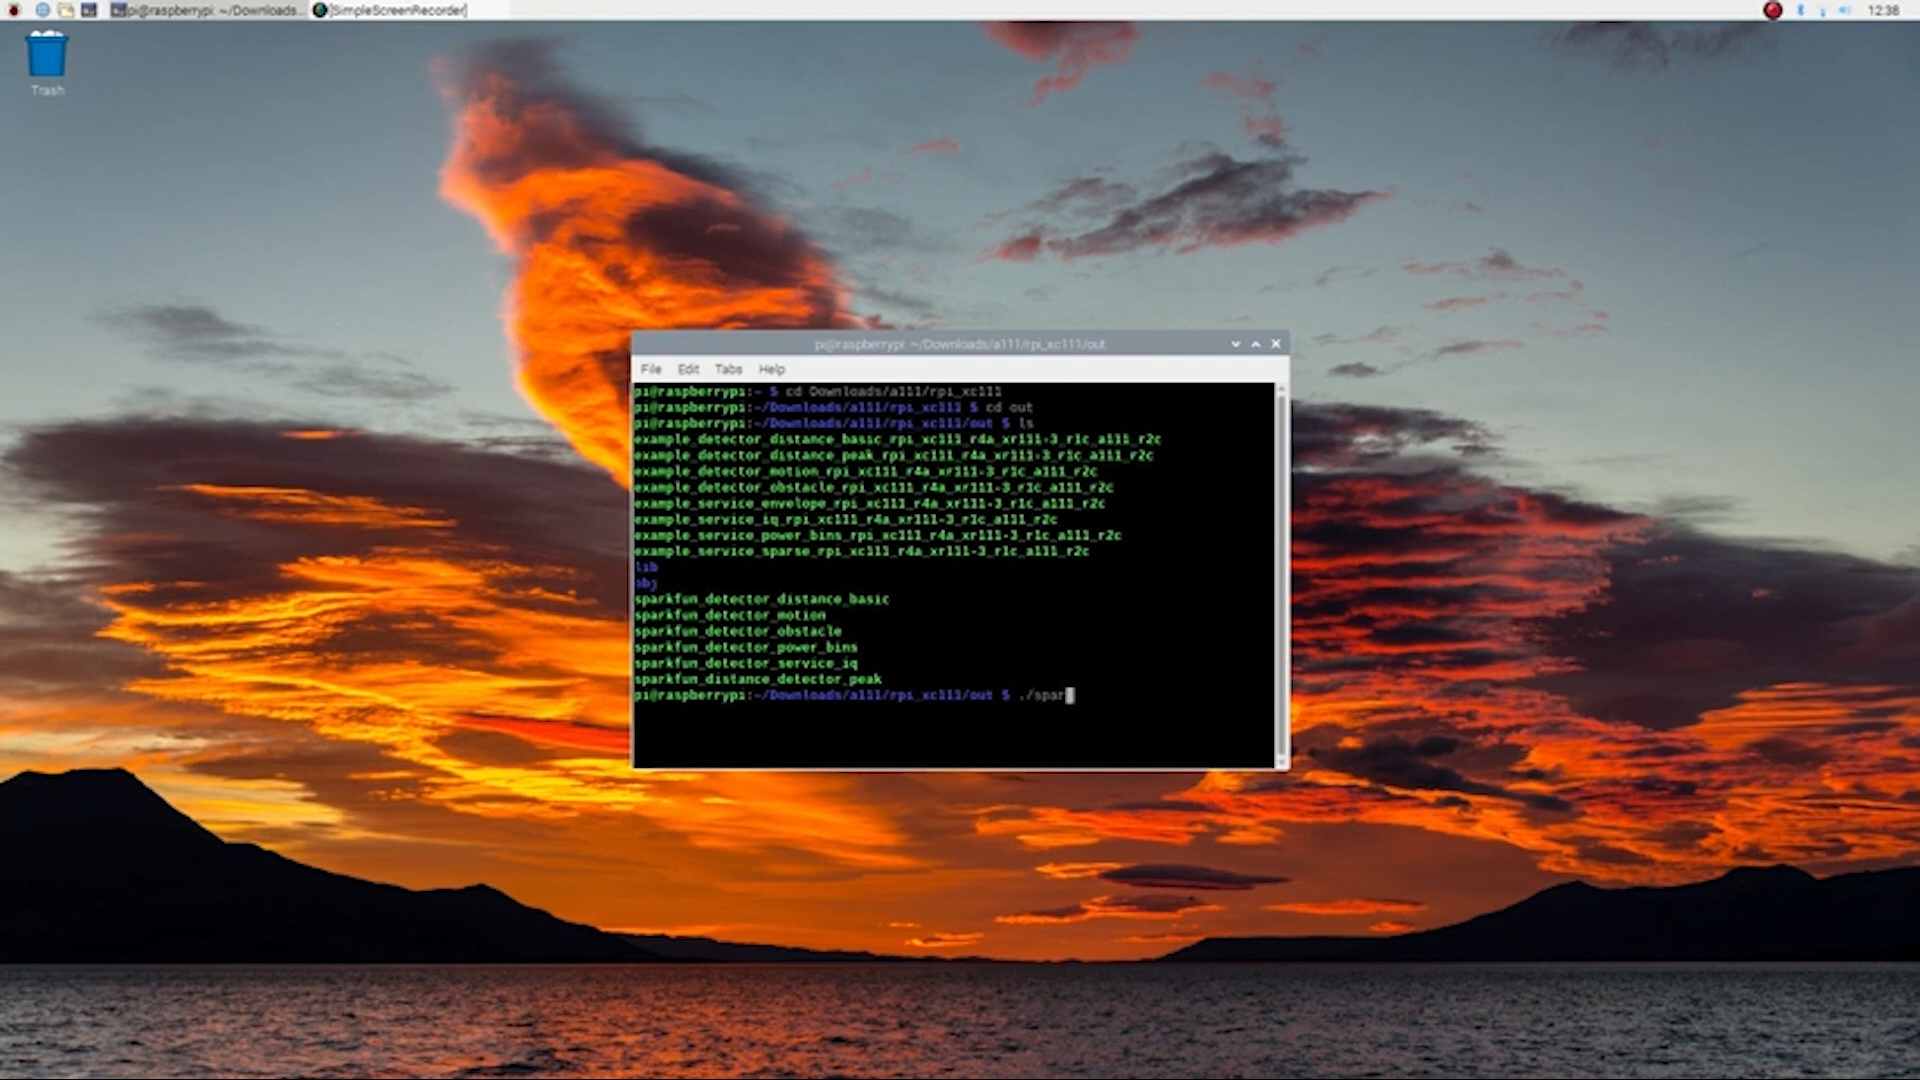 pi@raspberrypi: ~/Downloads...
[SimpleScreenRecorder]
12:38
Trash
pi@raspberrypi: ~/Downloads/a111/rpi_xc111/out
File Edit Tabs Help
pi@raspberrypi:~ $ cd Downloads/a111/rpi_xc111
pi@raspberrypi:~/Downloads/a111/rpi_xc111 $ cd out
pi@raspberrypi:~/Downloads/a111/rpi_xc111/out $ ls
example_detector_distance_basic_rpi_xc111_r4a_xr111-3_r1c_a111_r2c
example_detector_distance_peak_rpi_xc111_r4a_xr111-3_r1c_a111_r2c
example_detector_motion_rpi_xc111_r4a_xr111-3_r1c_a111_r2c
example_detector_obstacle_rpi_xc111_r4a_xr111-3_r1c_a111_r2c
example_service_envelope_rpi_xc111_r4a_xr111-3_r1c_a111_r2c
example_service_iq_rpi_xc111_r4a_xr111-3_r1c_a111_r2c
example_service_power_bins_rpi_xc111_r4a_xr111-3_r1c_a111_r2c
example_service_sparse_rpi_xc111_r4a_xr111-3_r1c_a111_r2c
lib
obj
sparkfun_detector_distance_basic
sparkfun_detector_motion
sparkfun_detector_obstacle
sparkfun_detector_power_bins
sparkfun_detector_service_iq
sparkfun_distance_detector_peak
pi@raspberrypi:~/Downloads/a111/rpi_xc111/out $ ./spar